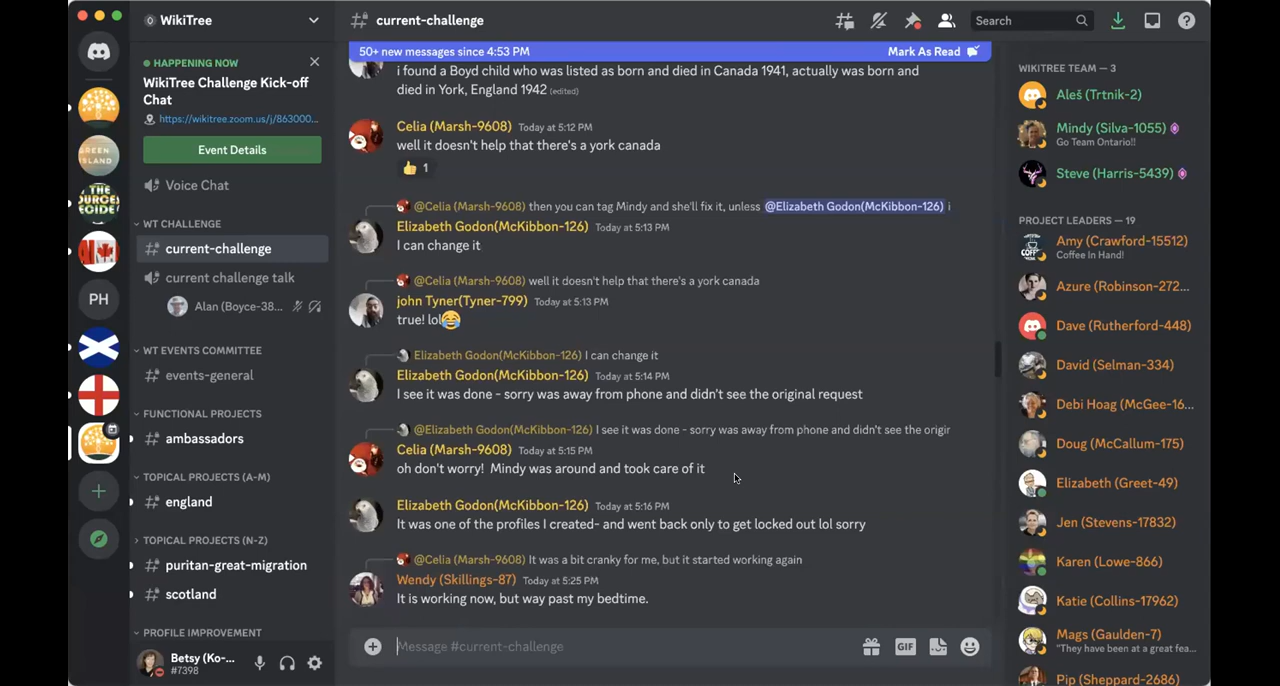 WikiTree
HAPPENING NOW
WikiTree Challenge Kick-off
Chat
https://wikitree.zoom.us/j/863000...
Event Details
Voice Chat
WT CHALLENGE
current-challenge
current challenge talk
Alan (Boyce-38...
WT EVENTS COMMITTEE
events-general
FUNCTIONAL PROJECTS
ambassadors
TOPICAL PROJECTS (A-M)
england
TOPICAL PROJECTS (N-Z)
puritan-great-migration
scotland
PROFILE IMPROVEMENT
Betsy (Ko-...
#7398
GREEN
ISLAND
THE
PH
current-challenge
Search
50+ new messages since 4:53 PM
Mark As Read
i found a Boyd child who was listed as born and died in Canada 1941, actually was born and
died in York, England 1942 (edited)
Celia (Marsh-9608) Today at 5:12 PM
well it doesn't help that there's a york canada
1
@Celia (Marsh-9608) then you can tag Mindy and she'll fix it, unless @Elizabeth Godon(McKibbon-126) i
Elizabeth Godon(McKibbon-126) Today at 5:13 PM
I can change it
@Celia (Marsh-9608) well it doesn't help that there's a york canada
john Tyner(Tyner-799) Today at 5:13 PM
true! lol😂
Elizabeth Godon(McKibbon-126) I can change it
Elizabeth Godon(McKibbon-126) Today at 5:14 PM
I see it was done - sorry was away from phone and didn't see the original request
@Elizabeth Godon(McKibbon-126) I see it was done - sorry was away from phone and didn't see the origir
Celia (Marsh-9608) Today at 5:15 PM
oh don't worry! Mindy was around and took care of it
Elizabeth Godon(McKibbon-126) Today at 5:16 PM
It was one of the profiles I created- and went back only to get locked out lol sorry
@Celia (Marsh-9608) It was a bit cranky for me, but it started working again
Wendy (Skillings-87) Today at 5:25 PM
It is working now, but way past my bedtime.
Message #current-challenge
GIF
WIKITREE TEAM — 3
Aleš (Trtnik-2)
Mindy (Silva-1055)
Go Team Ontario!!
Steve (Harris-5439)
PROJECT LEADERS — 19
Amy (Crawford-15512)
Coffee In Hand!
Azure (Robinson-272...
Dave (Rutherford-448)
David (Selman-334)
Debi Hoag (McGee-16...
Doug (McCallum-175)
Elizabeth (Greet-49)
Jen (Stevens-17832)
Karen (Lowe-866)
Katie (Collins-17962)
Mags (Gaulden-7)
"They have been at a great fea...
Pip (Sheppard-2686)